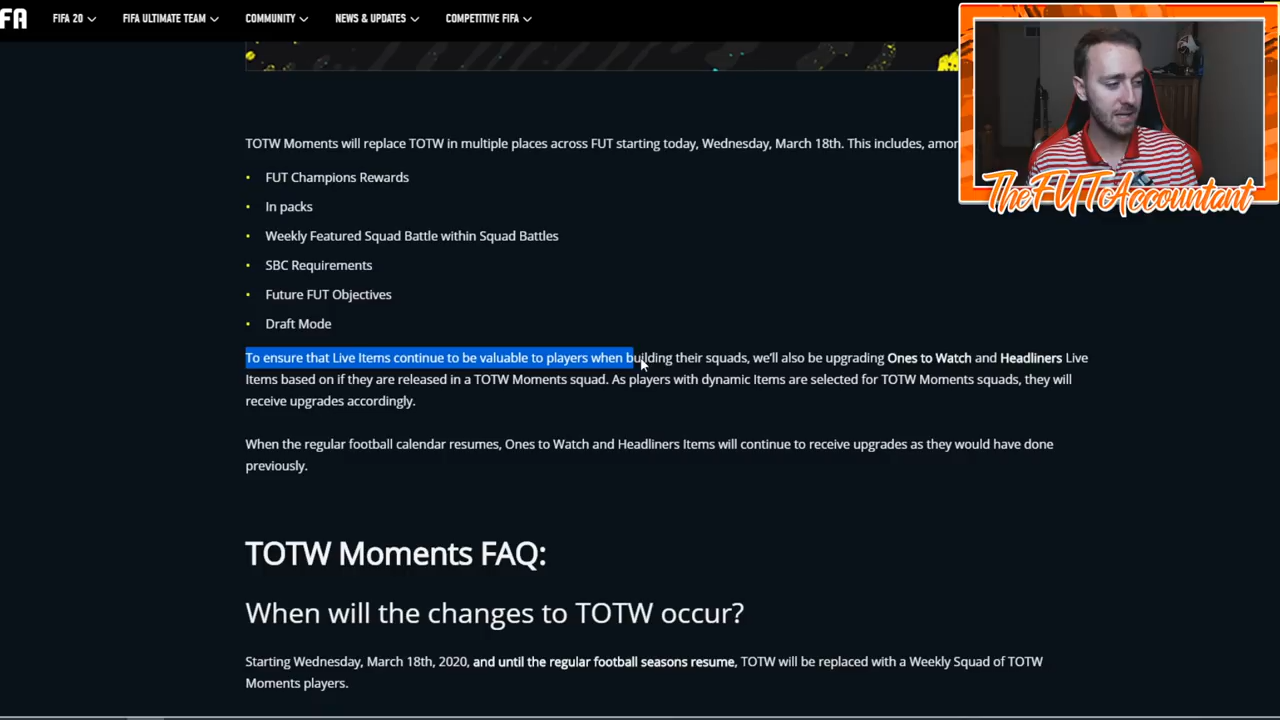 FA
FIFA 20
FIFA ULTIMATE TEAM
COMMUNITY
NEWS & UPDATES
COMPETITIVE FIFA
TheFUTAccountant
TOTW Moments will replace TOTW in multiple places across FUT starting today, Wednesday, March 18th. This includes, amon
• FUT Champions Rewards
• In packs
• Weekly Featured Squad Battle within Squad Battles
• SBC Requirements
• Future FUT Objectives
• Draft Mode
To ensure that Live Items continue to be valuable to players when building their squads, we'll also be upgrading Ones to Watch and Headliners Live
Items based on if they are released in a TOTW Moments squad. As players with dynamic Items are selected for TOTW Moments squads, they will
receive upgrades accordingly.
When the regular football calendar resumes, Ones to Watch and Headliners Items will continue to receive upgrades as they would have done
previously.
TOTW Moments FAQ:
When will the changes to TOTW occur?
Starting Wednesday, March 18th, 2020, and until the regular football seasons resume, TOTW will be replaced with a Weekly Squad of TOTW
Moments players.